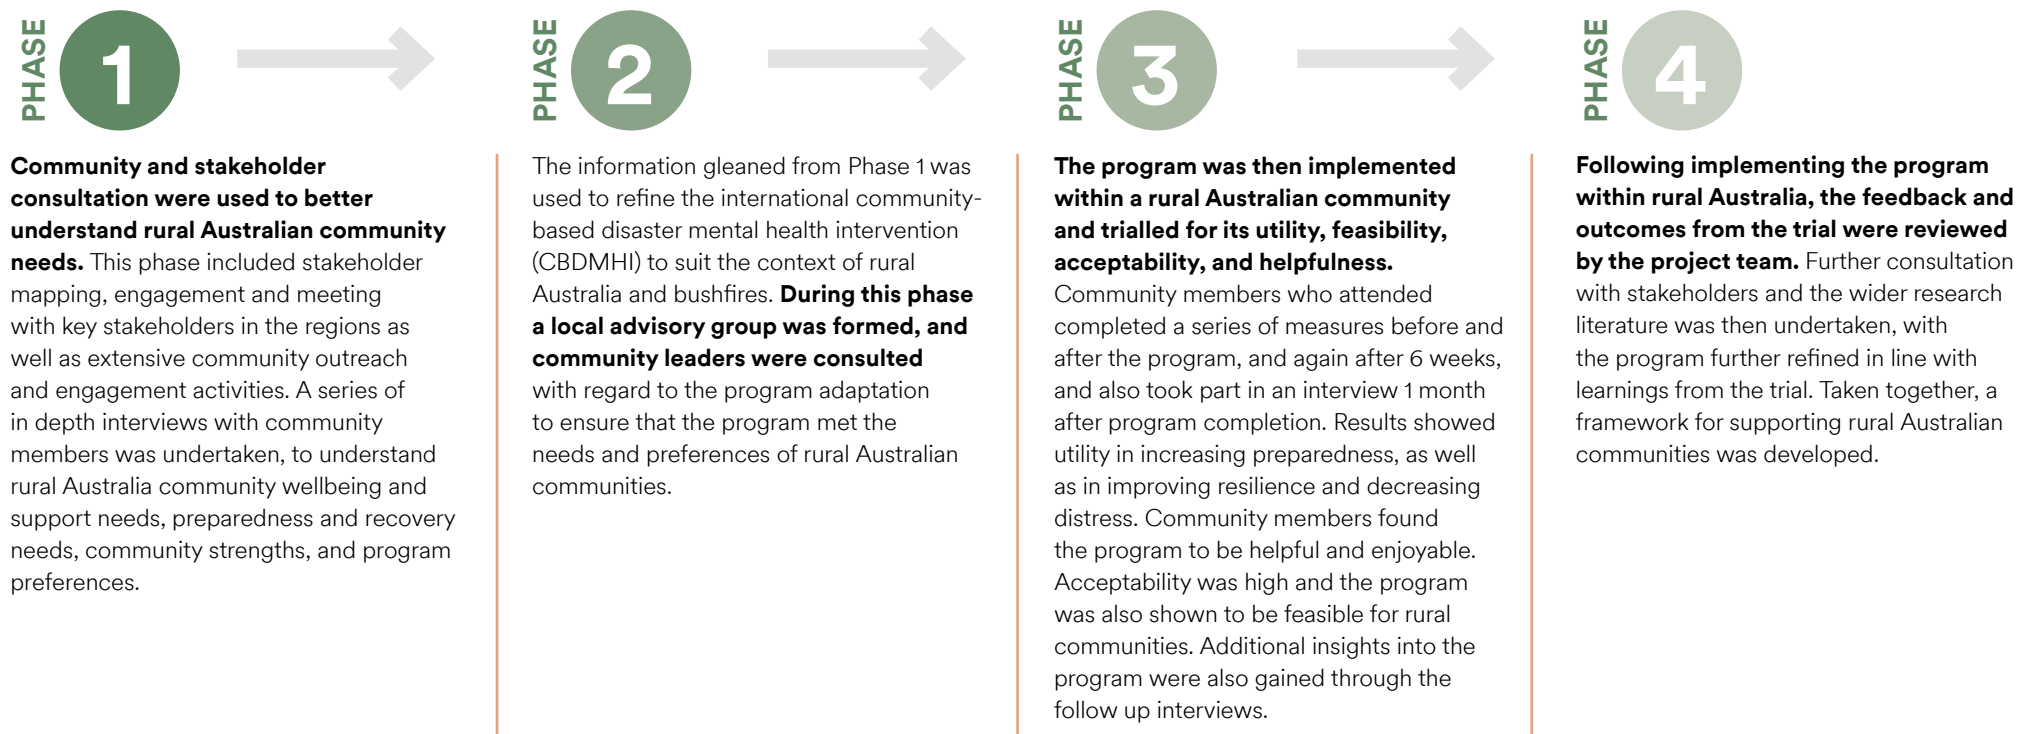 PHASE 1
Community and stakeholder
consultation were used to better
understand rural Australian community
needs. This phase included stakeholder
mapping, engagement and meeting
with key stakeholders in the regions as
well as extensive community outreach
and engagement activities. A series of
in depth interviews with community
members was undertaken, to understand
rural Australia community wellbeing and
support needs, preparedness and recovery
needs, community strengths, and program
preferences.
PHASE 2
The information gleaned from Phase 1 was
used to refine the international community-
based disaster mental health intervention
(CBDMHI) to suit the context of rural
Australia and bushfires. During this phase
a local advisory group was formed, and
community leaders were consulted
with regard to the program adaptation
to ensure that the program met the
needs and preferences of rural Australian
communities.
PHASE 3
The program was then implemented
within a rural Australian community
and trialled for its utility, feasibility,
acceptability, and helpfulness.
Community members who attended
completed a series of measures before and
after the program, and again after 6 weeks,
and also took part in an interview 1 month
after program completion. Results showed
utility in increasing preparedness, as well
as in improving resilience and decreasing
distress. Community members found
the program to be helpful and enjoyable.
Acceptability was high and the program
was also shown to be feasible for rural
communities. Additional insights into the
program were also gained through the
follow up interviews.
PHASE 4
Following implementing the program
within rural Australia, the feedback and
outcomes from the trial were reviewed
by the project team. Further consultation
with stakeholders and the wider research
literature was then undertaken, with
the program further refined in line with
learnings from the trial. Taken together, a
framework for supporting rural Australian
communities was developed.